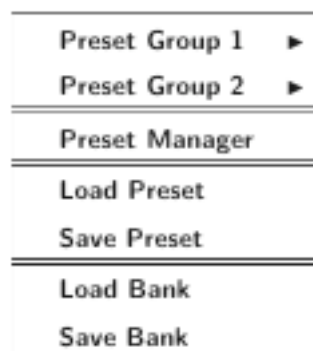 Preset Group 1 ▶
Preset Group 2 ▶
Preset Manager
Load Preset
Save Preset
Load Bank
Save Bank